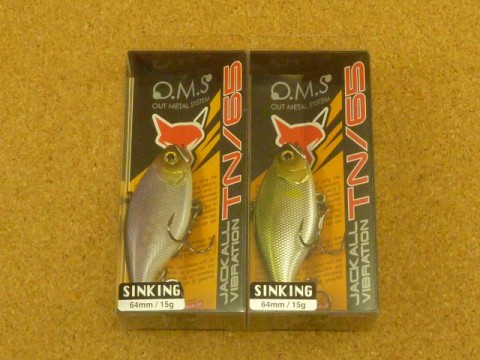 O.M.S
OUT METAL SYSTEM
JACKALL
VIBRATION
TN/65
SINKING
64mm / 15g
O.M.S
OUT METAL SYSTEM
JACKALL
VIBRATION
TN/65
SINKING
64mm / 15g